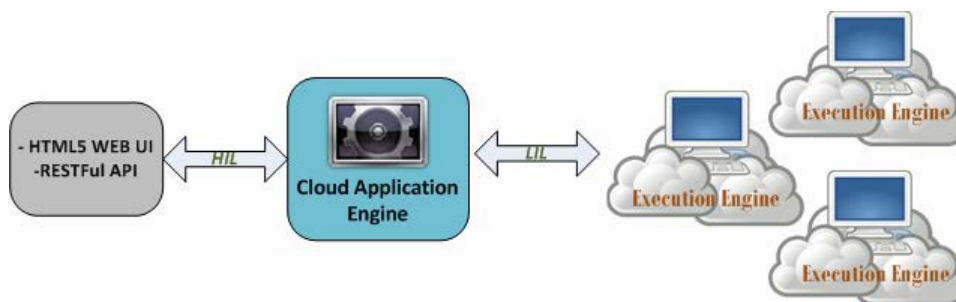 - HTML5 WEB UI
-RESTFul API
HIL
Cloud Application
Engine
LIL
Execution Engine
Execution Engine
Execution Engine